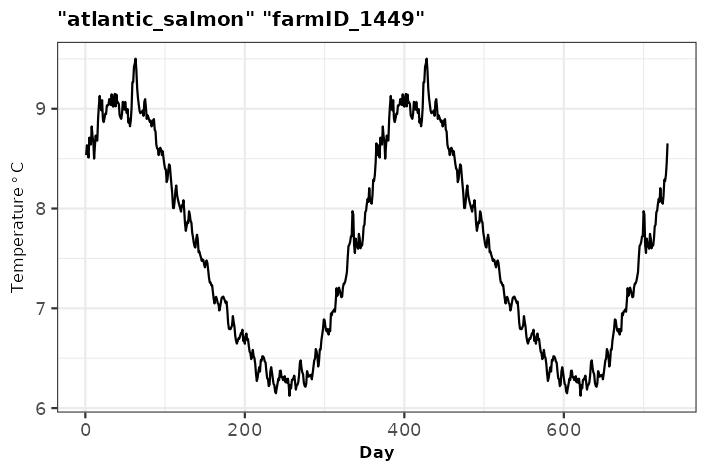 "atlantic_salmon" "farmID_1449"
Temperature ° C
9
8
7
6
0 200 400 600
Day